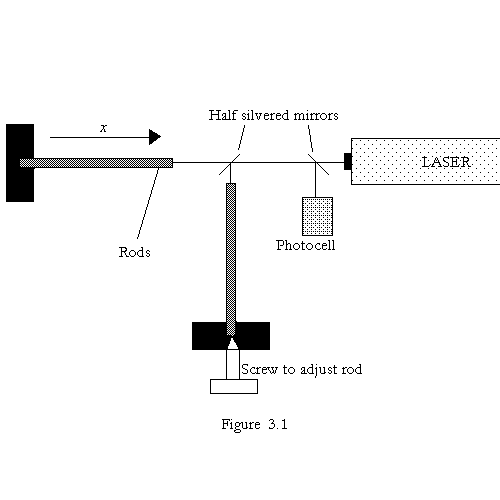 Half silvered mirrors
x
LASER
Rods
Photocell
Screw to adjust rod
Figure 3.1